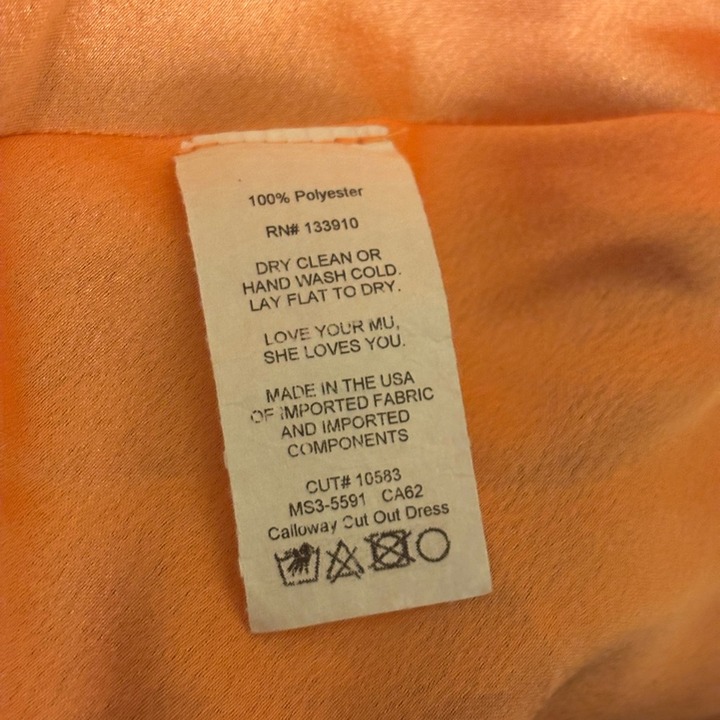 100% Polyester
RN# 133910
DRY CLEAN OR
HAND WASH COLD.
LAY FLAT TO DRY.
LOVE YOUR MU,
SHE LOVES YOU.
MADE IN THE USA
OF IMPORTED FABRIC
AND IMPORTED
COMPONENTS
CUT# 10583
MS3-5591 CA62
Calloway Cut Out Dress